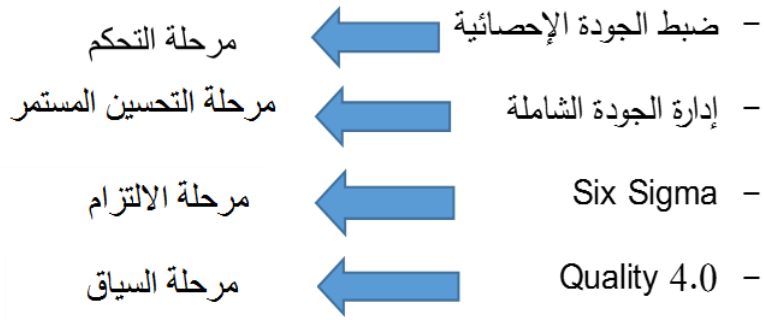 - ضبط الجودة الإحصائية مرحلة التحكم
- إدارة الجودة الشاملة مرحلة التحسين المستمر
- Six Sigma مرحلة الالتزام
- Quality 4.0 مرحلة السياق